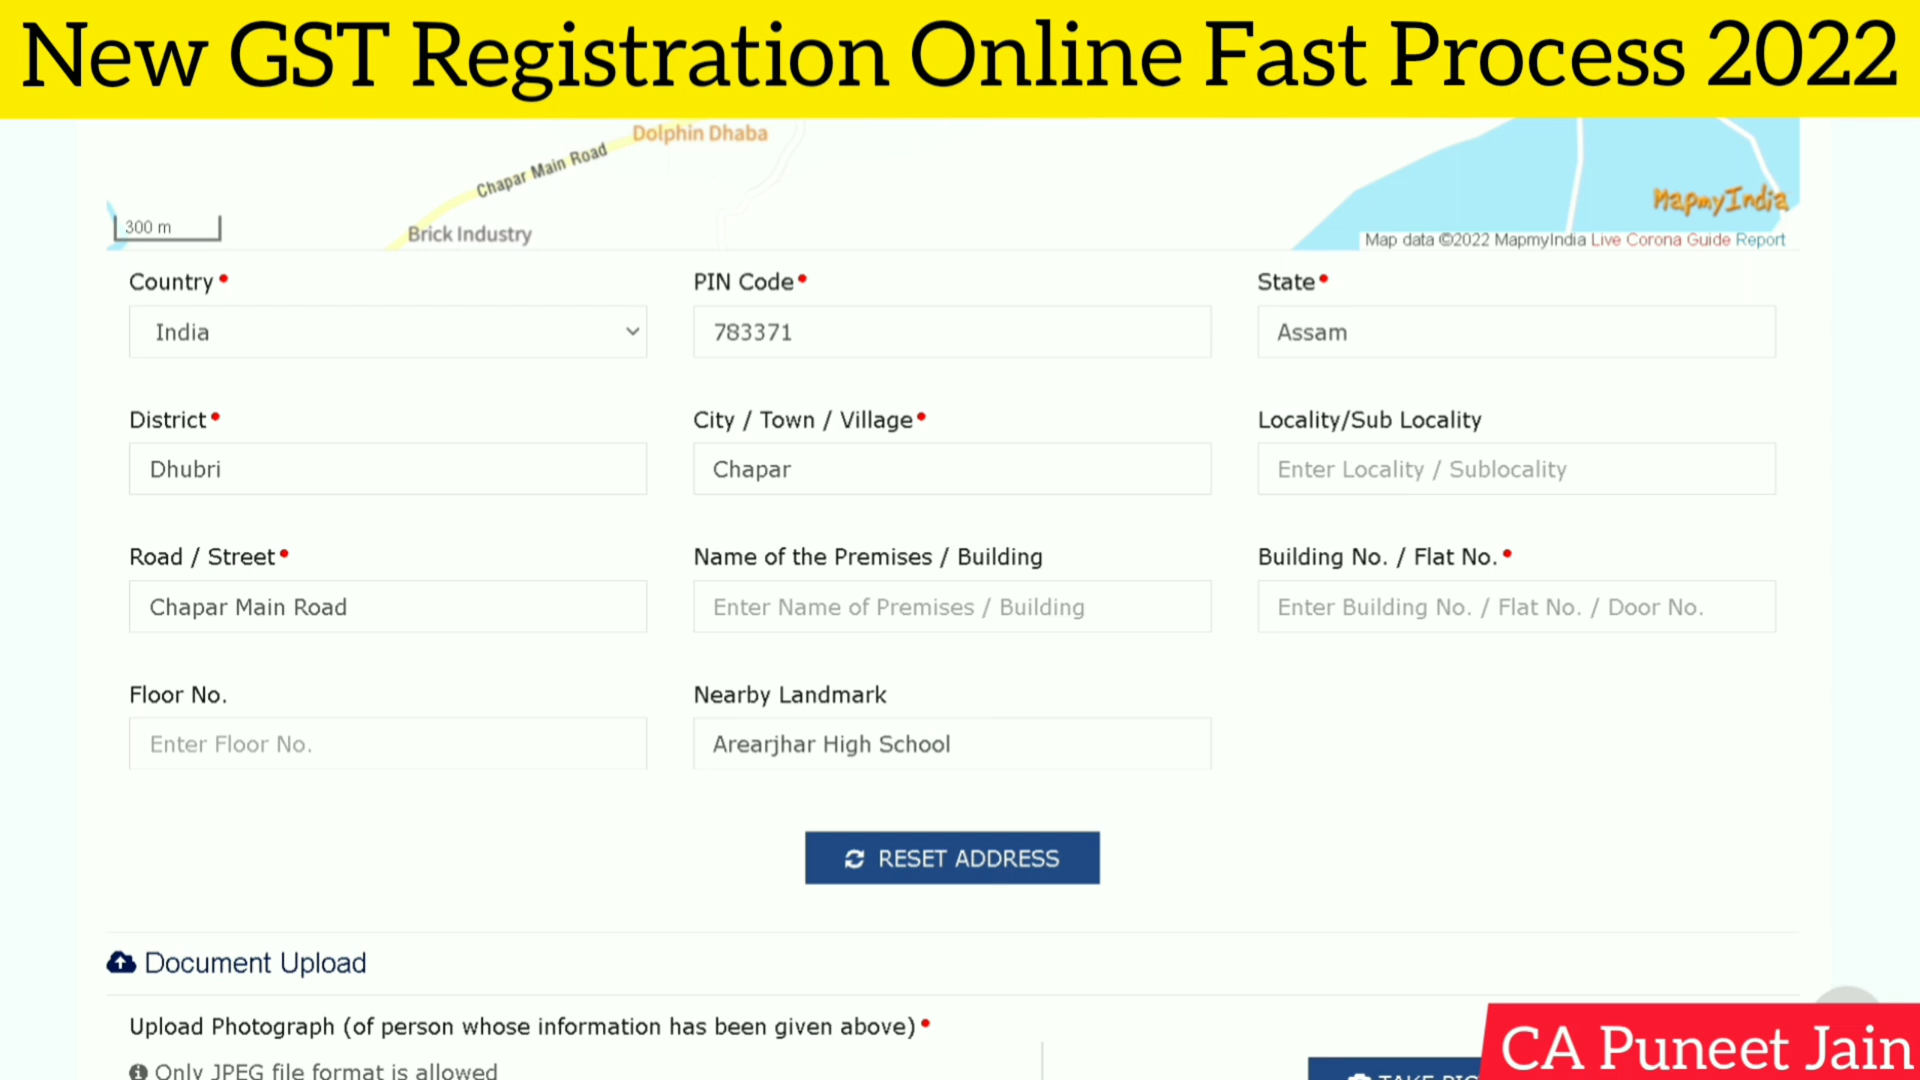 New GST Registration Online Fast Process 2022
Dolphin Dhaba
Chapar Main Road
Brick Industry
300 m
MapmyIndia
Map data ©2022 MapmyIndia Live Corona Guide Report
Country
PIN Code
State
India
783371
Assam
District
City / Town / Village
Locality/Sub Locality
Dhubri
Chapar
Enter Locality / Sublocality
Road / Street
Name of the Premises / Building
Building No. / Flat No.
Chapar Main Road
Enter Name of Premises / Building
Enter Building No. / Flat No. / Door No.
Floor No.
Nearby Landmark
Enter Floor No.
Arearjhar High School
RESET ADDRESS
Document Upload
Upload Photograph (of person whose information has been given above)
Only JPEG file format is allowed
CA Puneet Jain